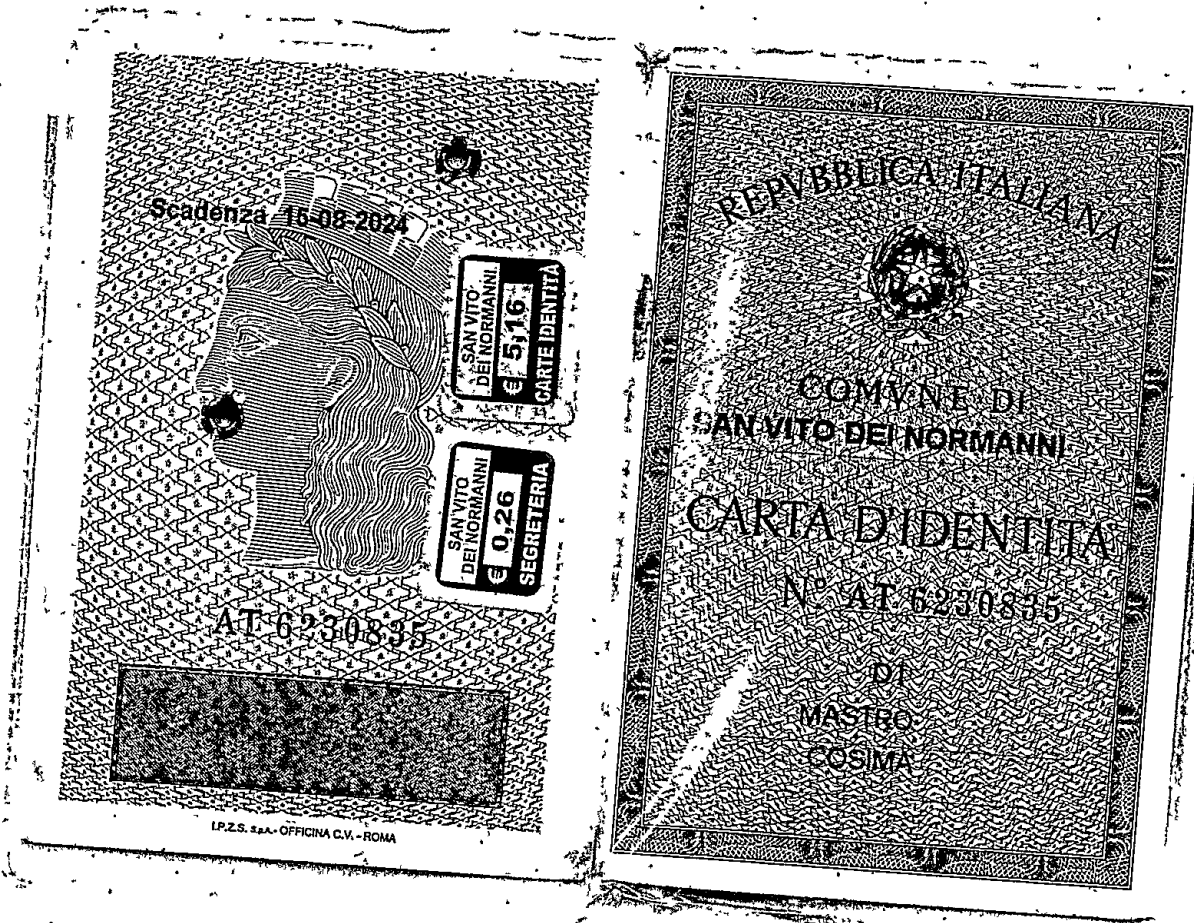 Scadenza 15-08-2024
SAN VITO
DEI NORMANNI
€ 5,16
CARTE IDENTITÀ
SAN VITO
DEI NORMANNI
€ 0,26
SEGRETERIA
AT 6230835
I.P.Z.S. S.p.A. - OFFICINA C.V. - ROMA
REPVBBLICA ITALIANA
COMVNE DI
SAN VITO DEI NORMANNI
CARTA D'IDENTITA'
N° AT 6230835
DI
MASTRO
COSIMA